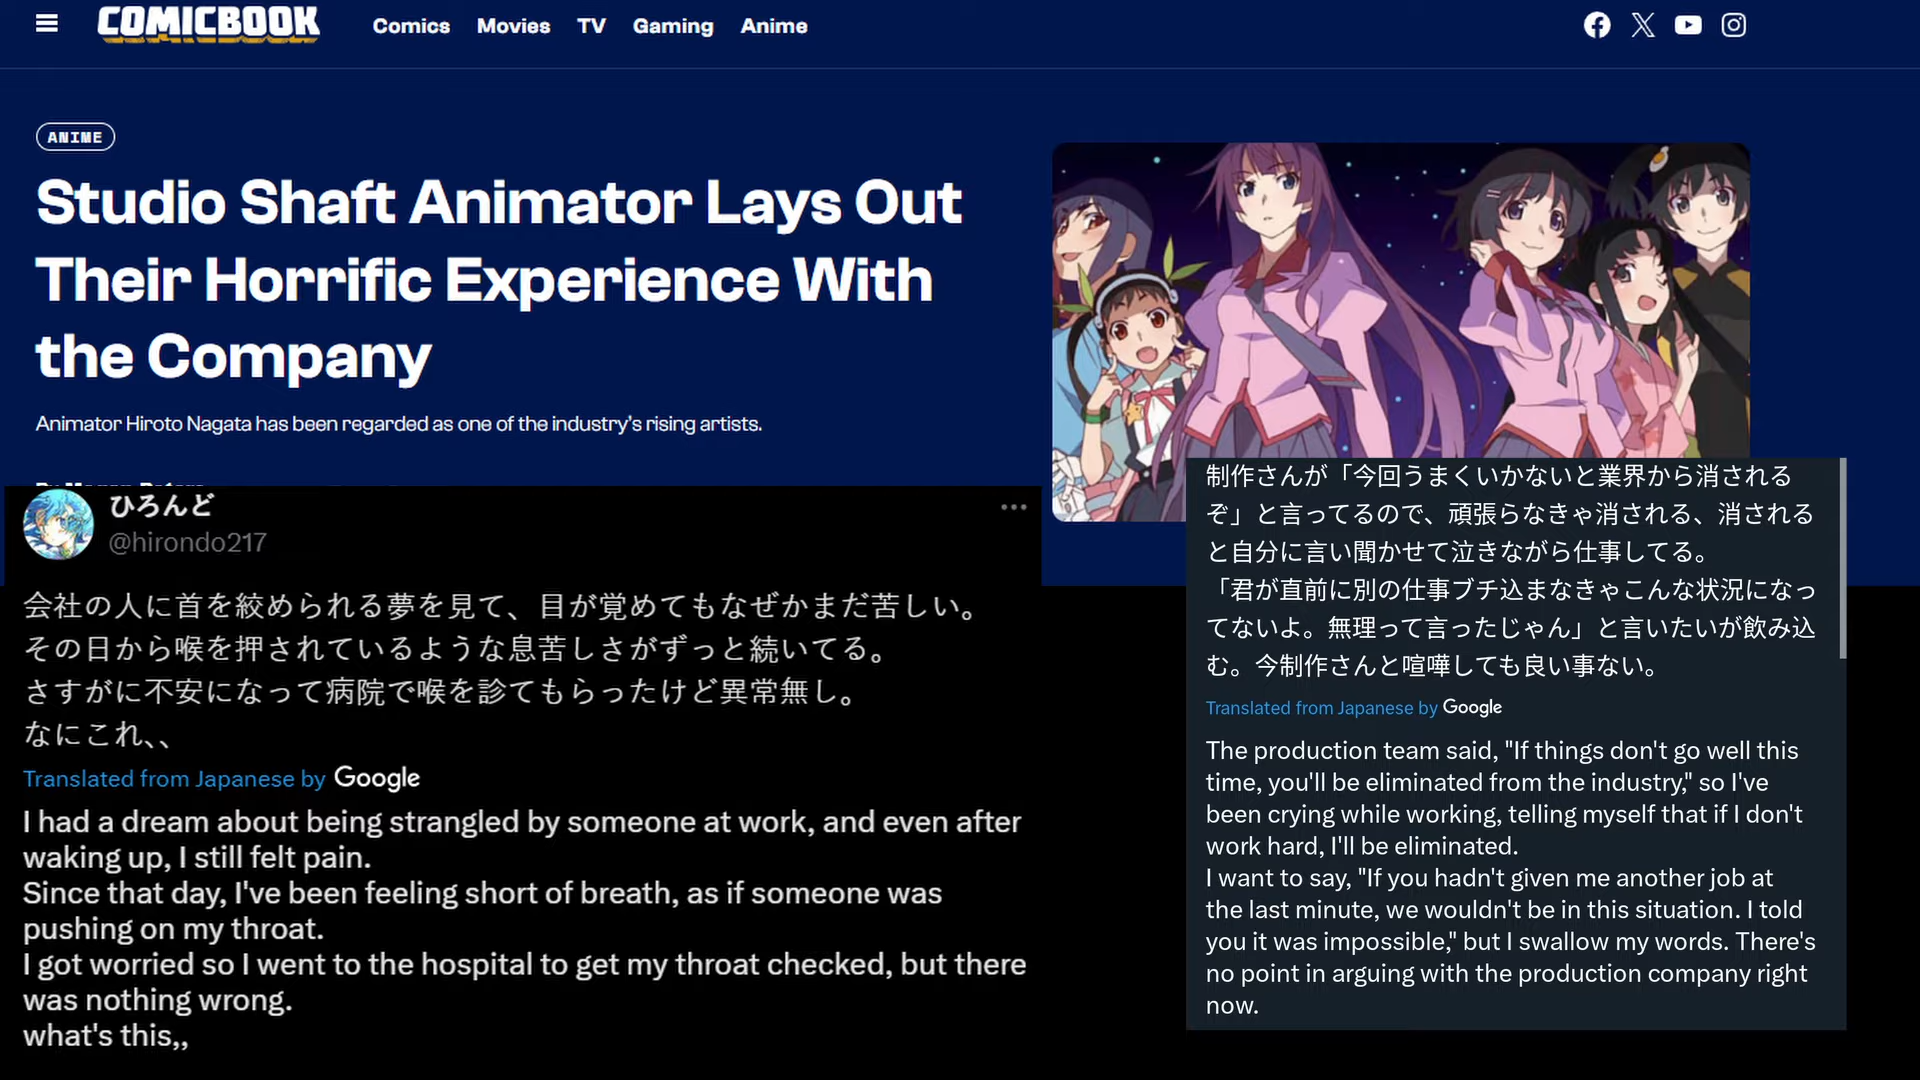 COMICBOOK
Comics Movies TV Gaming Anime
ANIME
Studio Shaft Animator Lays Out
Their Horrific Experience With
the Company
Animator Hiroto Nagata has been regarded as one of the industry's rising artists.
ひろんど
@hirondo217
会社の人に首を絞められる夢を見て、目が覚めてもなぜかまだ苦しい。
その日から喉を押されているような息苦しさがずっと続いてる。
さすがに不安になって病院で喉を診てもらったけど異常無し。
なにこれ、、
Translated from Japanese by Google
I had a dream about being strangled by someone at work, and even after
waking up, I still felt pain.
Since that day, I've been feeling short of breath, as if someone was
pushing on my throat.
I got worried so I went to the hospital to get my throat checked, but there
was nothing wrong.
what's this,,
制作さんが「今回うまくいかないと業界から消される
ぞ」と言ってるので、頑張らなきゃ消される、消される
と自分に言い聞かせて泣きながら仕事してる。
「君が直前に別の仕事ブチ込まなきゃこんな状況になっ
てないよ。無理って言ったじゃん」と言いたいが飲み込
む。今制作さんと喧嘩しても良い事ない。
Translated from Japanese by Google
The production team said, "If things don't go well this
time, you'll be eliminated from the industry," so I've
been crying while working, telling myself that if I don't
work hard, I'll be eliminated.
I want to say, "If you hadn't given me another job at
the last minute, we wouldn't be in this situation. I told
you it was impossible," but I swallow my words. There's
no point in arguing with the production company right
now.